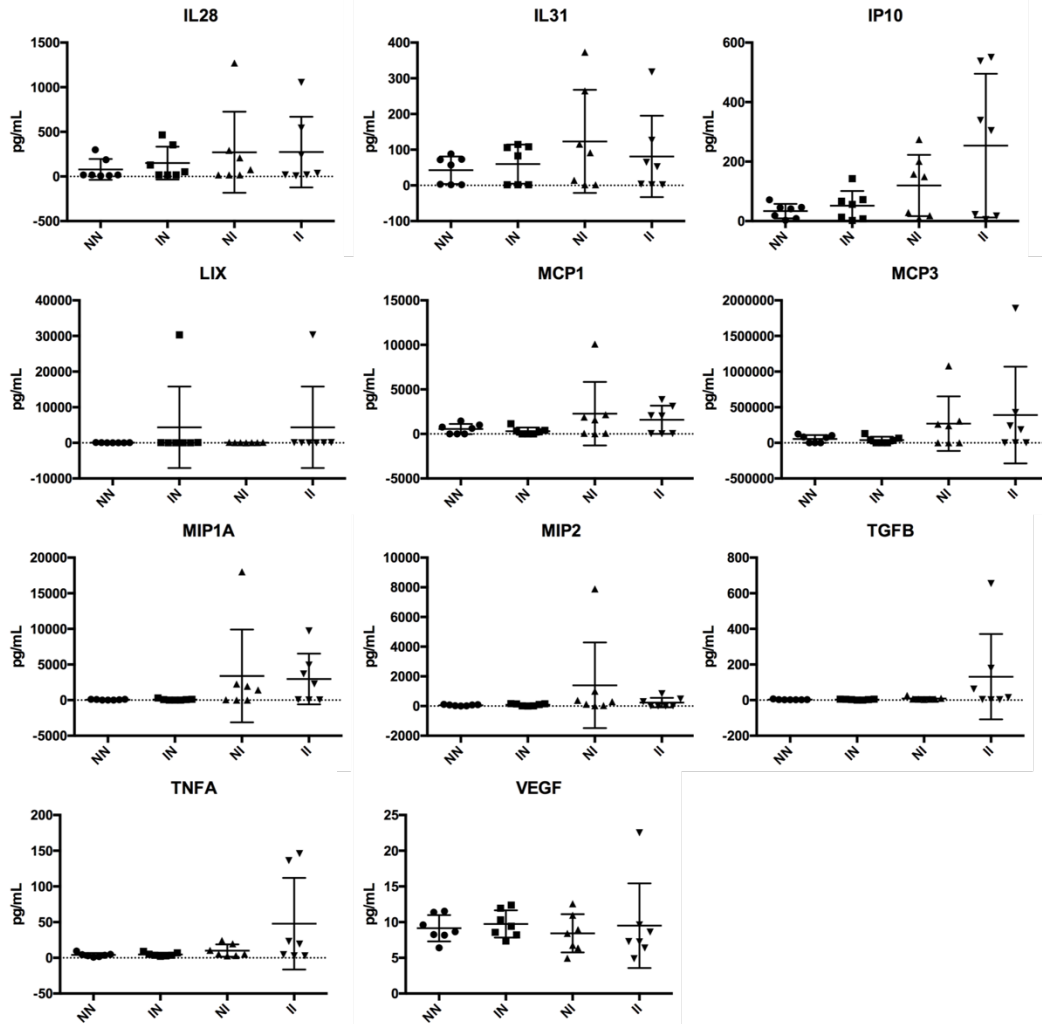 IL28
pg/mL
1500
1000
500
0
-500
NN IN NI II
IL31
pg/mL
400
300
200
100
0
-100
NN IN NI II
IP10
pg/mL
600
400
200
0
NN IN NI II
LIX
pg/mL
40000
30000
20000
10000
0
-10000
NN IN NI II
MCP1
pg/mL
15000
10000
5000
0
-5000
NN IN NI II
MCP3
pg/mL
2000000
1500000
1000000
500000
0
-500000
NN IN NI II
MIP1A
pg/mL
20000
15000
10000
5000
0
-5000
NN IN NI II
MIP2
pg/mL
10000
8000
6000
4000
2000
0
-2000
NN IN NI II
TGFB
pg/mL
800
600
400
200
0
-200
NN IN NI II
TNFA
pg/mL
200
150
100
50
0
-50
NN IN NI II
VEGF
pg/mL
25
20
15
10
5
0
NN IN NI II